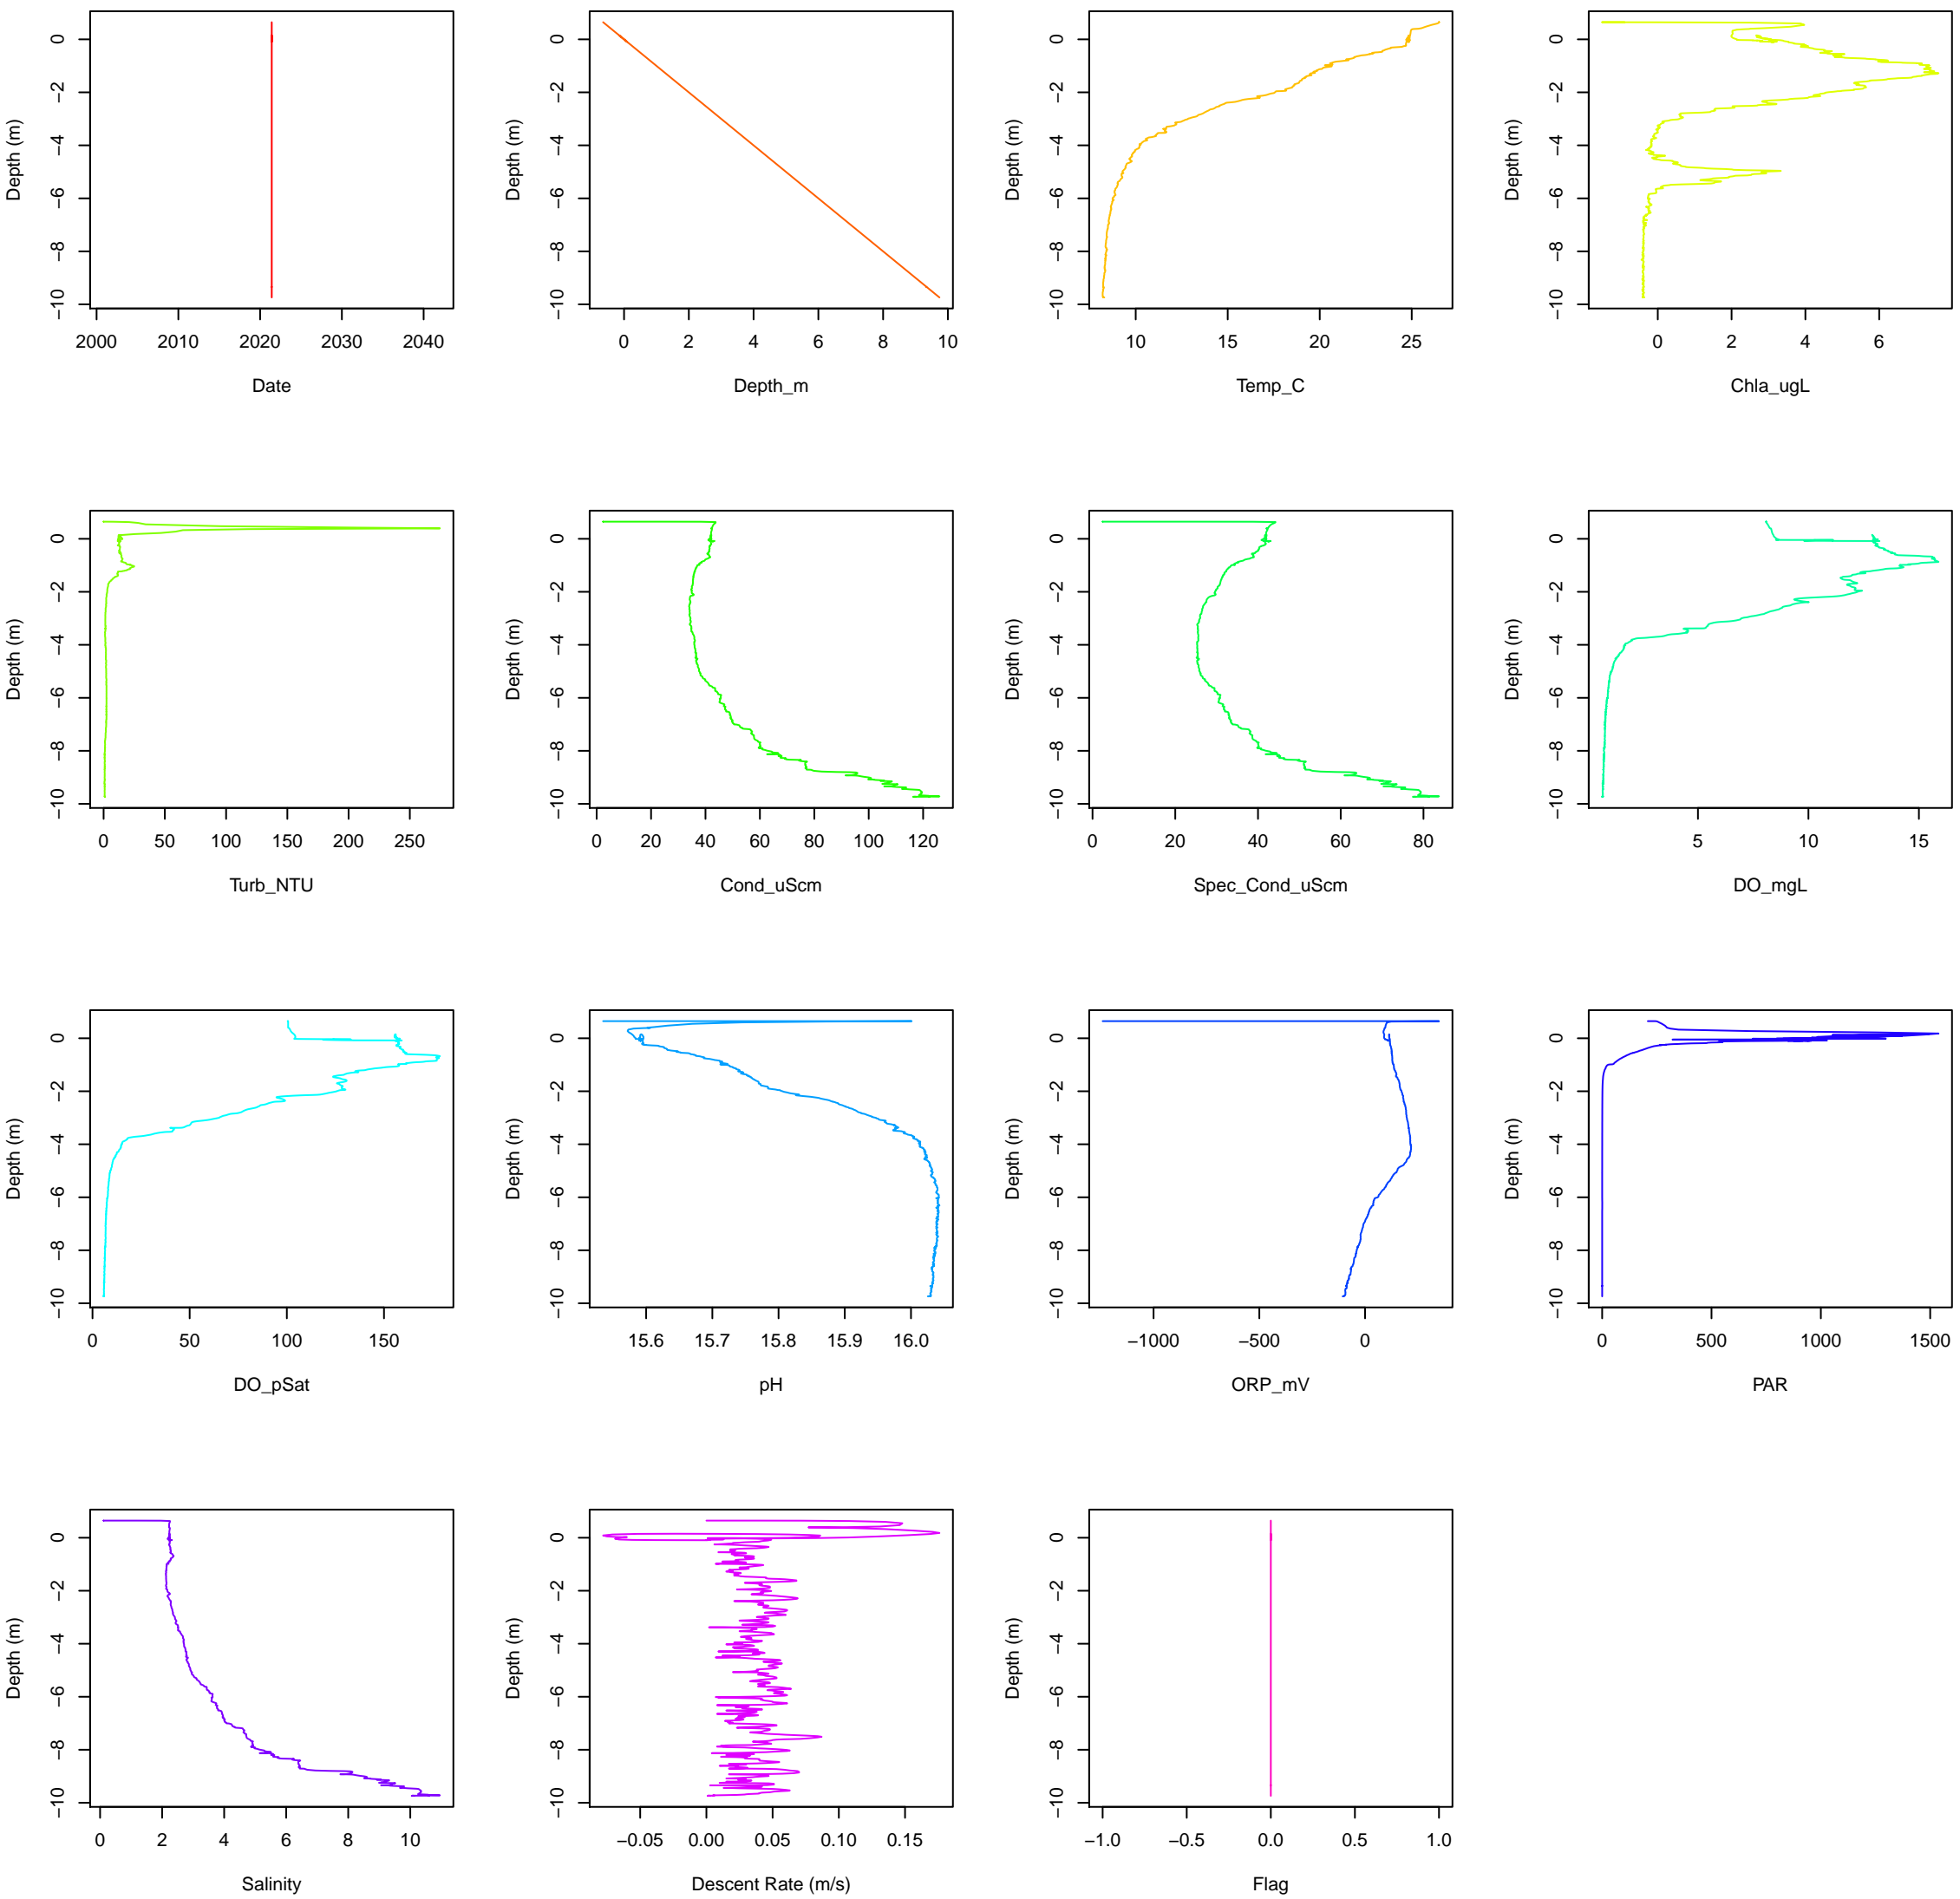 0 0 0 0
−2 −2 −2 −2
Depth (m) Depth (m) Depth (m) Depth (m)
−4 −4 −4 −4
−6 −6 −6 −6
−8 −8 −8 −8
−10 −10 −10 −10
2000 2010 2020 2030 2040 0 2 4 6 8 10 10 15 20 25 0 2 4 6
Date Depth_m Temp_C Chla_ugL
0 0 0 0
−2 −2 −2 −2
Depth (m) Depth (m) Depth (m) Depth (m)
−4 −4 −4 −4
−6 −6 −6 −6
−8 −8 −8 −8
−10 −10 −10 −10
0 50 100 150 200 250 0 20 40 60 80 100 120 0 20 40 60 80 5 10 15
Turb_NTU Cond_uScm Spec_Cond_uScm DO_mgL
0 0 0 0
−2 −2 −2 −2
Depth (m) Depth (m) Depth (m) Depth (m)
−4 −4 −4 −4
−6 −6 −6 −6
−8 −8 −8 −8
−10 −10 −10 −10
0 50 100 150 15.6 15.7 15.8 15.9 16.0 −1000 −500 0 0 500 1000 1500
DO_pSat pH ORP_mV PAR
0 0 0
−2 −2 −2
Depth (m) Depth (m) Depth (m)
−4 −4 −4
−6 −6 −6
−8 −8 −8
−10 −10 −10
0 2 4 6 8 10 −0.05 0.00 0.05 0.10 0.15 −1.0 −0.5 0.0 0.5 1.0
Salinity Descent Rate (m/s) Flag